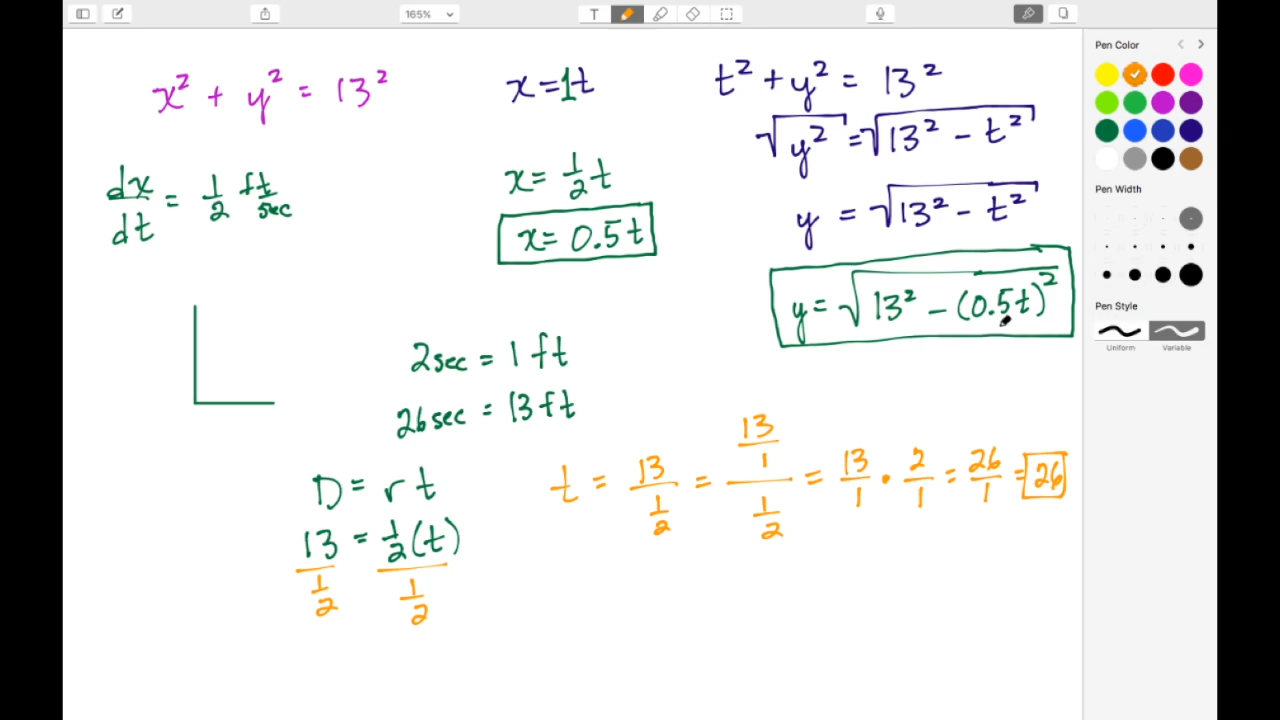 165%
T
Pen Color
Pen Width
Pen Style
Uniform Variable
x² + y² = 13²
dx/dt = 1/2 ft/sec
x = 1t
x = 1/2 t
x = 0.5t
t² + y² = 13²
√y² = √13² - t²
y = √13² - t²
y = √13² - (0.5t)²
2sec = 1 ft
26sec = 13 ft
D = r t
13 = 1/2 (t)
1/2 1/2
t = 13/(1/2) = (13/1)/(1/2) = 13/1 · 2/1 = 26/1 = 26